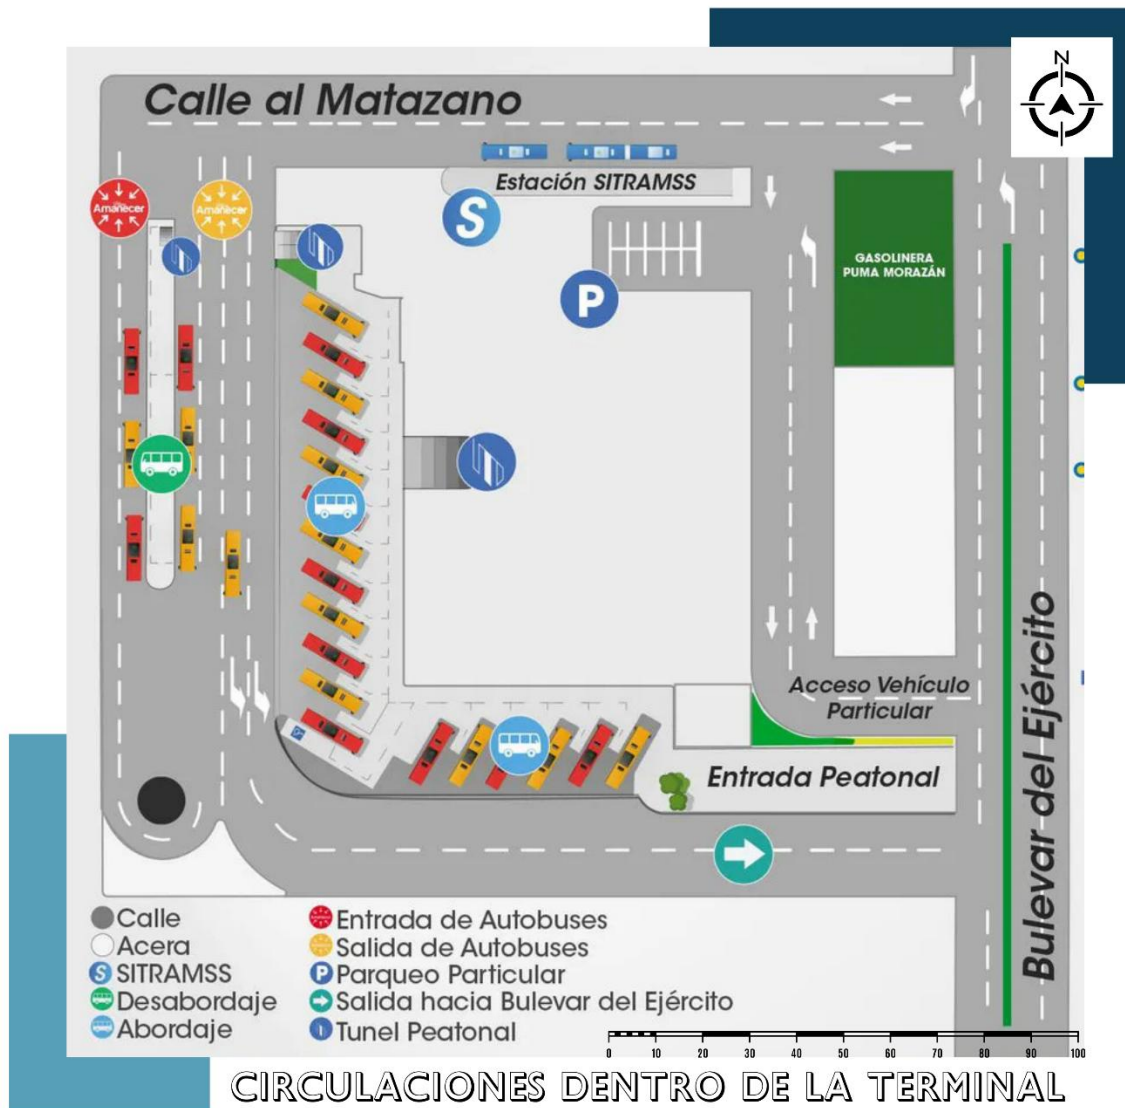 N
Calle al Matazano
Estación SITRAMSS
Amanecer
Amanecer
S
P
GASOLINERA
PUMA MORAZÁN
Acceso Vehículo
Particular
Entrada Peatonal
Bulevar del Ejército
Calle
Acera
S SITRAMSS
Desabordaje
Abordaje
Entrada de Autobuses
Salida de Autobuses
P Parqueo Particular
Salida hacia Bulevar del Ejército
Tunel Peatonal
0 10 20 30 40 50 60 70 80 90 100
CIRCULACIONES DENTRO DE LA TERMINAL